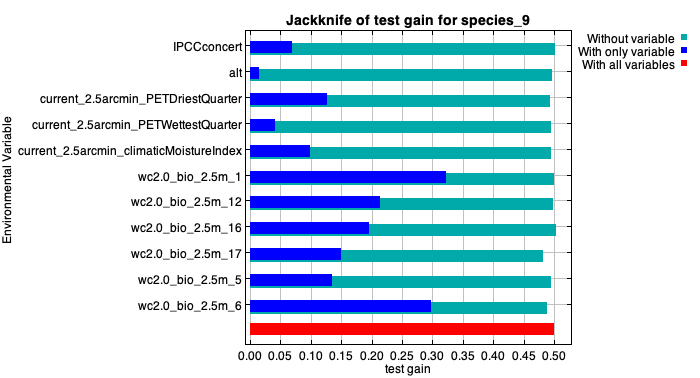 Jackknife of test gain for species_9
Without variable
With only variable
With all variables
Environmental Variable
IPCCconcert
alt
current_2.5arcmin_PETDriestQuarter
current_2.5arcmin_PETWettestQuarter
current_2.5arcmin_climaticMoistureIndex
wc2.0_bio_2.5m_1
wc2.0_bio_2.5m_12
wc2.0_bio_2.5m_16
wc2.0_bio_2.5m_17
wc2.0_bio_2.5m_5
wc2.0_bio_2.5m_6
0.00 0.05 0.10 0.15 0.20 0.25 0.30 0.35 0.40 0.45 0.50
test gain